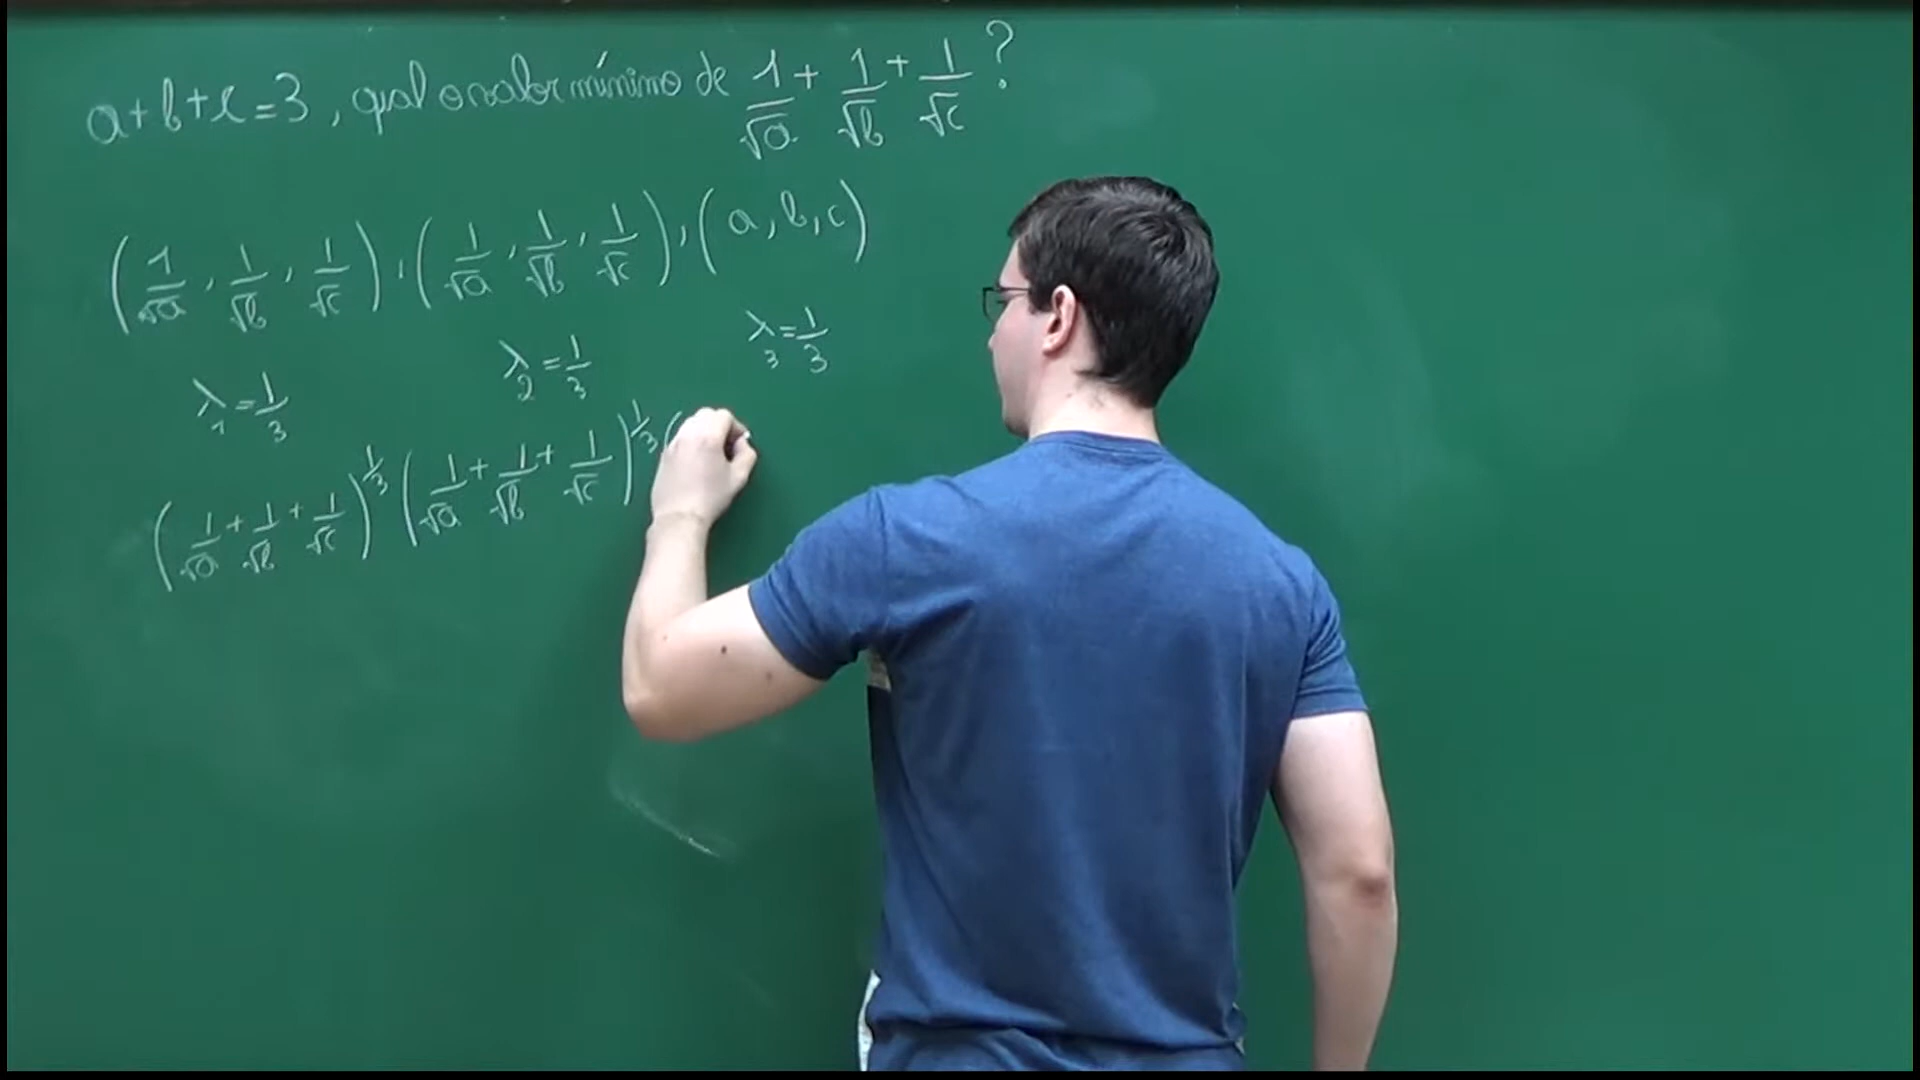 a+b+c=3, qual o valor mínimo de 1/√a + 1/√b + 1/√c ?
(1/√a, 1/√b, 1/√c), (1/√a, 1/√b, 1/√c), (a, b, c)
λ₁=1/3 λ₂=1/3 λ₃=1/3
(1/√a + 1/√b + 1/√c)^1/3 (1/√a + 1/√b + 1/√c)^1/3 (